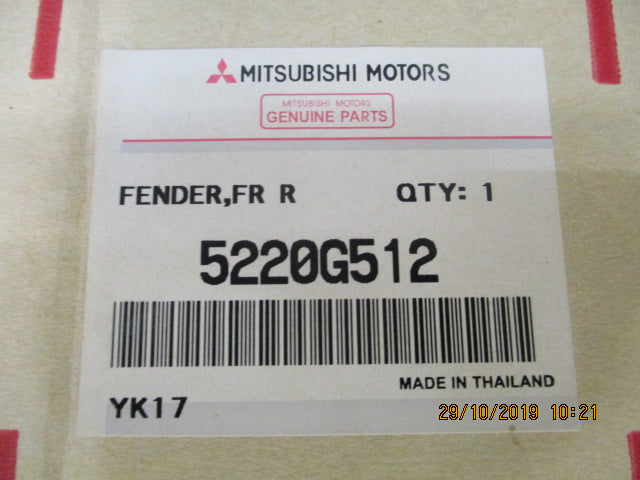 MITSUBISHI MOTORS
MITSUBISHI MOTORS
GENUINE PARTS
FENDER,FR R QTY: 1
5220G512
MADE IN THAILAND
YK17
29/10/2019 10:21